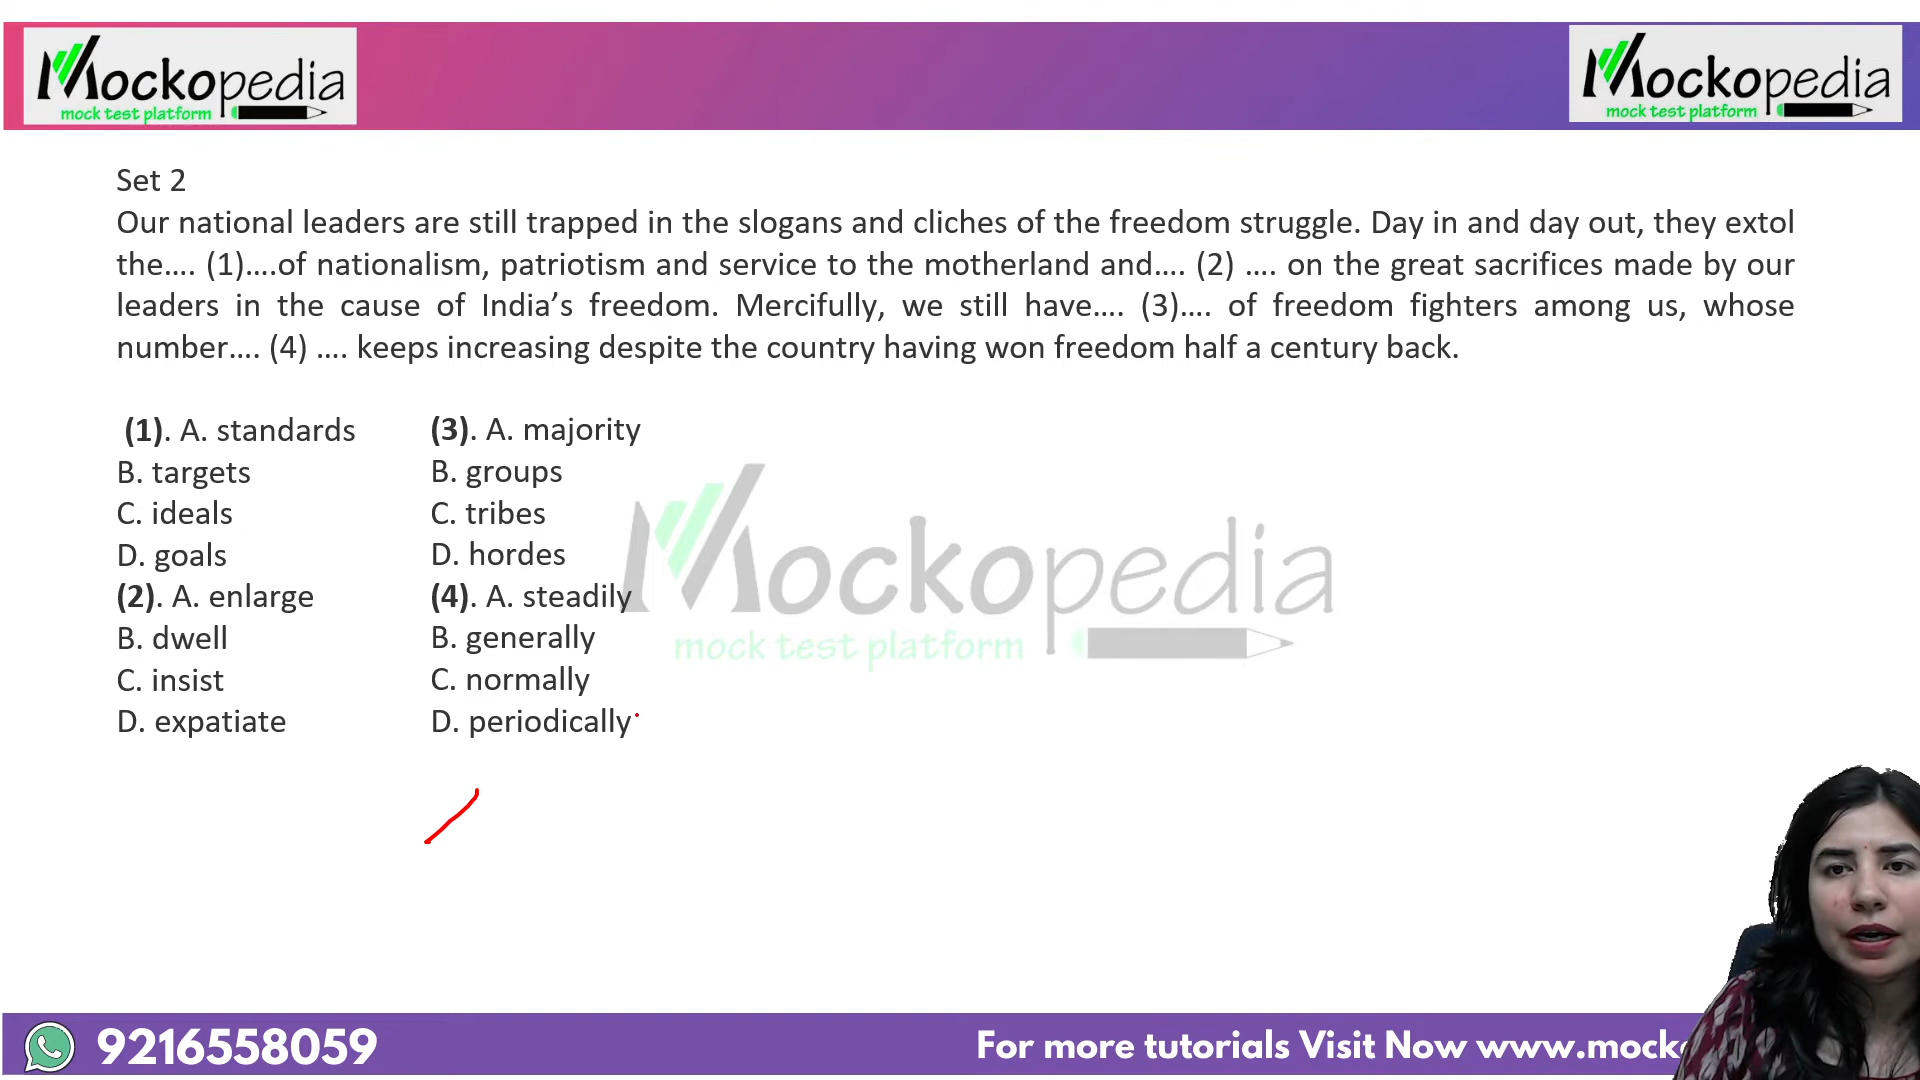 Mockopedia
mock test platform
Mockopedia
mock test platform
Set 2
Our national leaders are still trapped in the slogans and cliches of the freedom struggle. Day in and day out, they extol
the.... (1)....of nationalism, patriotism and service to the motherland and.... (2) .... on the great sacrifices made by our
leaders in the cause of India’s freedom. Mercifully, we still have.... (3).... of freedom fighters among us, whose
number.... (4) .... keeps increasing despite the country having won freedom half a century back.
(1). A. standards
B. targets
C. ideals
D. goals
(2). A. enlarge
B. dwell
C. insist
D. expatiate
(3). A. majority
B. groups
C. tribes
D. hordes
(4). A. steadily
B. generally
C. normally
D. periodically
Mockopedia
mock test platform
9216558059
For more tutorials Visit Now www.mock